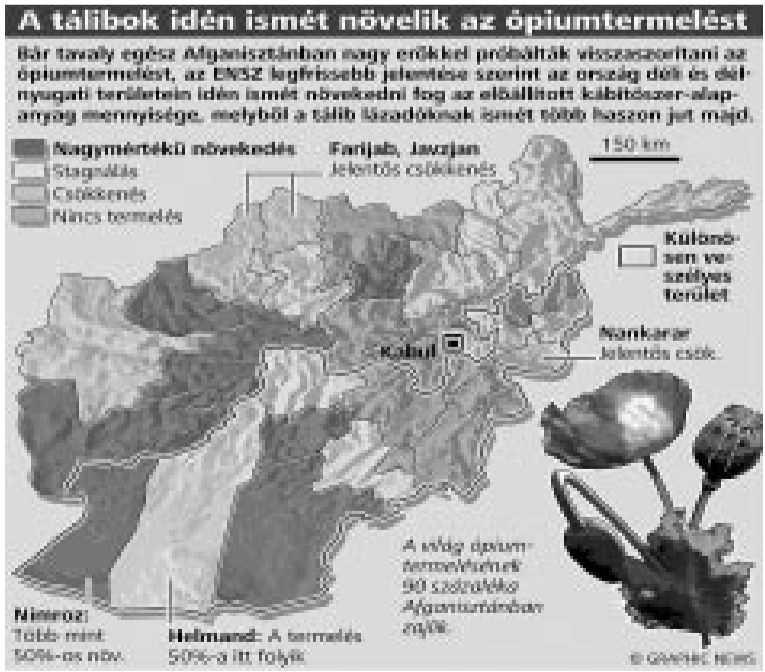 A tálibok idén ismét növelik az ópiumtermelést
Bár tavaly egész Afganisztánban nagy erőkkel próbálták visszaszorítani az
ópiumtermelést, az ENSZ legfrissebb jelentése szerint az ország déli és dél-
nyugati területein idén ismét növekedni fog az előállított kábítószer-alap-
anyag mennyisége, melyből a tálib lázadóknak ismét több haszon jut majd.
Nagymértékű növekedés
Stagnálás
Csökkenés
Nincs termelés
Farijab, Javzjan
Jelentős csökkenés
150 km
Különö-
sen ve-
szélyes
terület
Kabul
Nankarar
Jelentős csök.
A világ ópium-
termelésének
90 százaléka
Afganisztánban
zajlik.
Nimroz:
Több mint
50%-os növ.
Helmand: A termelés
50%-a itt folyik
© GRAPHIC NEWS